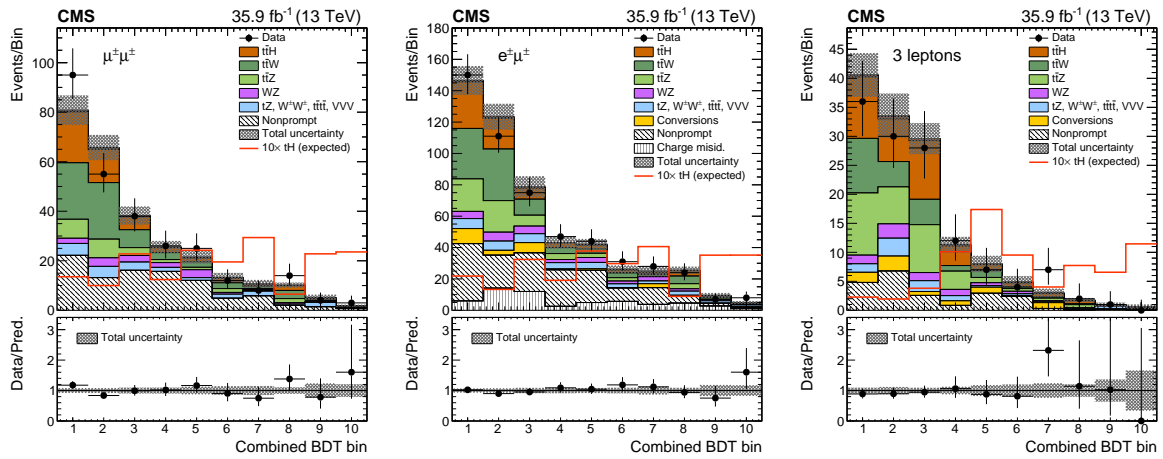 CMS 35.9 fb⁻¹ (13 TeV)
Events/Bin
μ±μ±
Data
tt̄H
tt̄W
tt̄Z
WZ
tZ, W±W±, tt̄tt̄, VVV
Nonprompt
Total uncertainty
10× tH (expected)
100
80
60
40
20
0
Data/Pred.
Total uncertainty
3
2
1
0
1 2 3 4 5 6 7 8 9 10
Combined BDT bin
CMS 35.9 fb⁻¹ (13 TeV)
Events/Bin
e±μ±
Data
tt̄H
tt̄W
tt̄Z
WZ
tZ, W±W±, tt̄tt̄, VVV
Conversions
Nonprompt
Charge misid.
Total uncertainty
10× tH (expected)
180
160
140
120
100
80
60
40
20
0
Data/Pred.
Total uncertainty
3
2
1
0
1 2 3 4 5 6 7 8 9 10
Combined BDT bin
CMS 35.9 fb⁻¹ (13 TeV)
Events/Bin
3 leptons
Data
tt̄H
tt̄W
tt̄Z
WZ
tZ, W±W±, tt̄tt̄, VVV
Conversions
Nonprompt
Total uncertainty
10× tH (expected)
45
40
35
30
25
20
15
10
5
0
Data/Pred.
Total uncertainty
3
2
1
0
1 2 3 4 5 6 7 8 9 10
Combined BDT bin